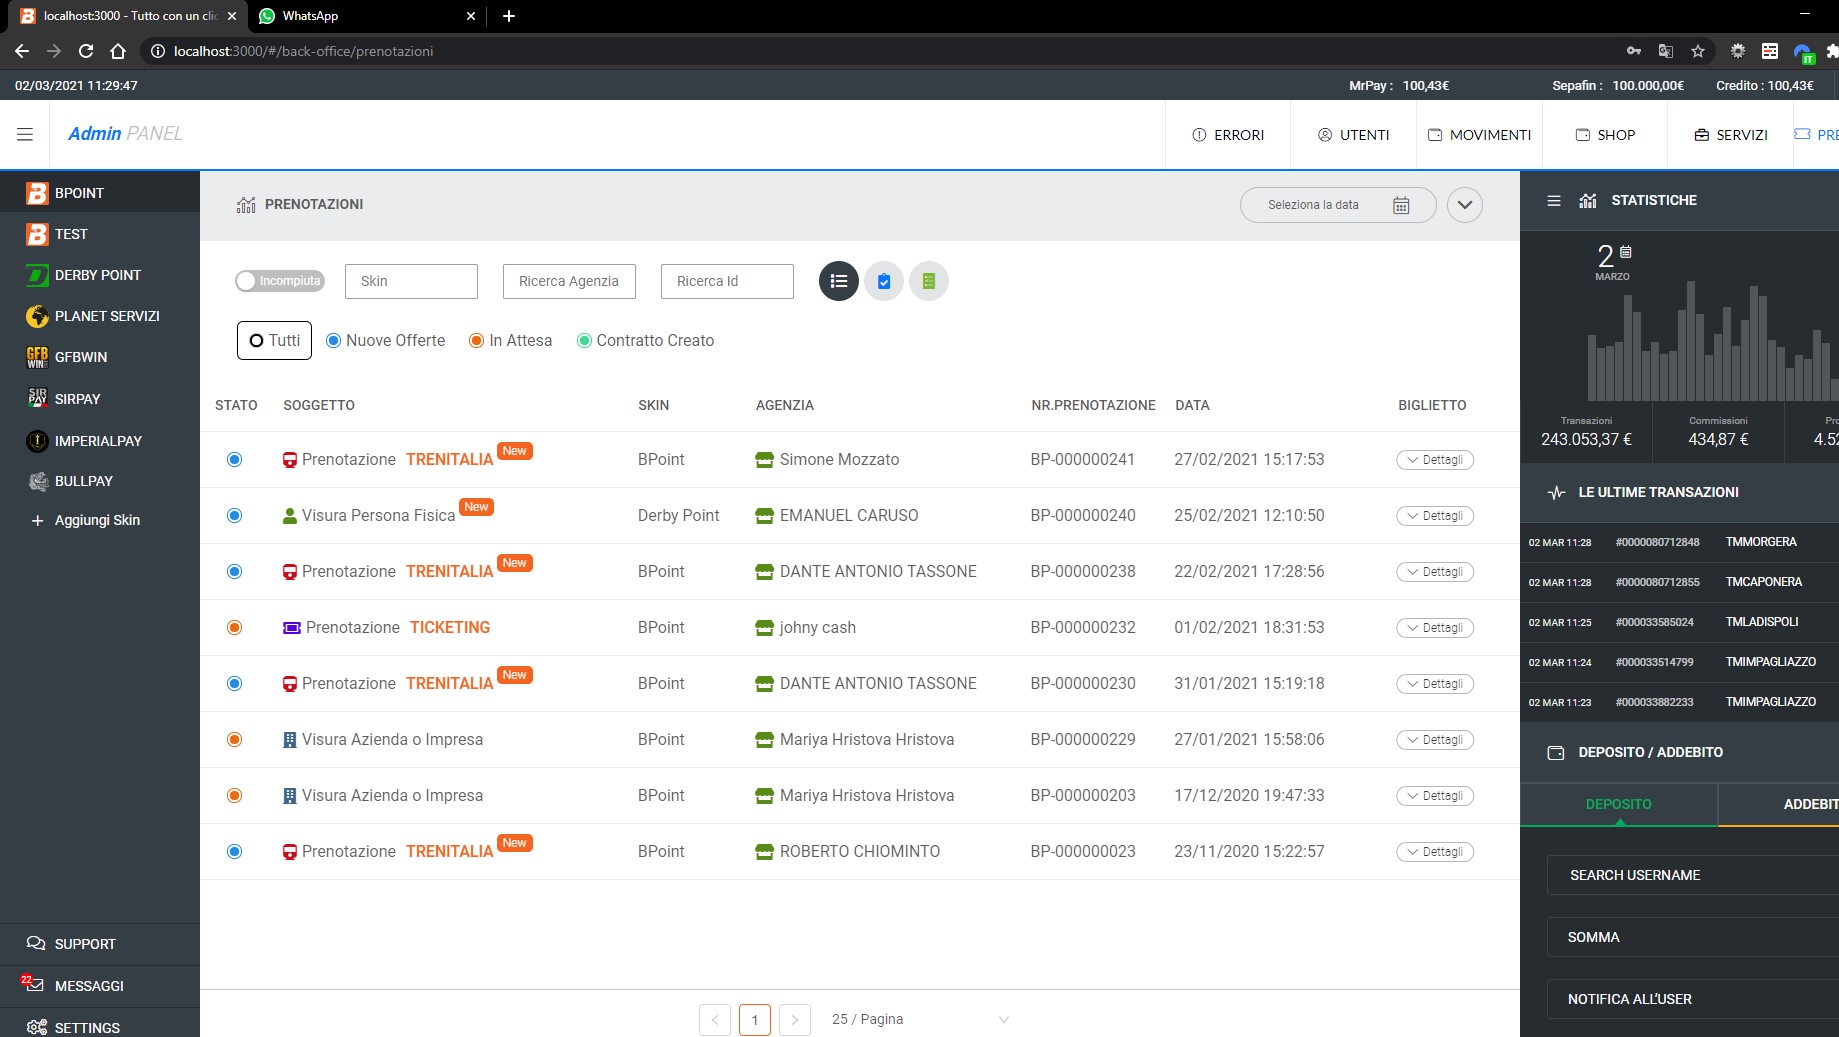 localhost:3000 - Tutto con un clic
WhatsApp
localhost:3000/#/back-office/prenotazioni
IT
02/03/2021 11:29:47
MrPay : 100,43€
Sepafin : 100.000,00€
Credito : 100,43€
Admin PANEL
ERRORI
UTENTI
MOVIMENTI
SHOP
SERVIZI
PRE
BPOINT
TEST
DERBY POINT
PLANET SERVIZI
GFBWIN
SIRPAY
IMPERIALPAY
BULLPAY
Aggiungi Skin
SUPPORT
22
MESSAGGI
SETTINGS
PRENOTAZIONI
Seleziona la data
Incompiuta
Skin
Ricerca Agenzia
Ricerca Id
Tutti
Nuove Offerte
In Attesa
Contratto Creato
STATO SOGGETTO SKIN AGENZIA NR.PRENOTAZIONE DATA BIGLIETTO
Prenotazione TRENITALIA New BPoint Simone Mozzato BP-000000241 27/02/2021 15:17:53 Dettagli
Visura Persona Fisica New Derby Point EMANUEL CARUSO BP-000000240 25/02/2021 12:10:50 Dettagli
Prenotazione TRENITALIA New BPoint DANTE ANTONIO TASSONE BP-000000238 22/02/2021 17:28:56 Dettagli
Prenotazione TICKETING BPoint johny cash BP-000000232 01/02/2021 18:31:53 Dettagli
Prenotazione TRENITALIA New BPoint DANTE ANTONIO TASSONE BP-000000230 31/01/2021 15:19:18 Dettagli
Visura Azienda o Impresa BPoint Mariya Hristova Hristova BP-000000229 27/01/2021 15:58:06 Dettagli
Visura Azienda o Impresa BPoint Mariya Hristova Hristova BP-000000203 17/12/2020 19:47:33 Dettagli
Prenotazione TRENITALIA New BPoint ROBERTO CHIOMINTO BP-000000023 23/11/2020 15:22:57 Dettagli
< 1 > 25 / Pagina
STATISTICHE
2
MARZO
Transazioni Commissioni Pro
243.053,37 € 434,87 € 4.52
LE ULTIME TRANSAZIONI
02 MAR 11:28 #0000080712848 TMMORGERA
02 MAR 11:28 #0000080712855 TMCAPONERA
02 MAR 11:25 #000033585024 TMLADISPOLI
02 MAR 11:24 #000033514799 TMIMPAGLIAZZO
02 MAR 11:23 #000033882233 TMIMPAGLIAZZO
DEPOSITO / ADDEBITO
DEPOSITO
ADDEBIT
SEARCH USERNAME
SOMMA
NOTIFICA ALL'USER